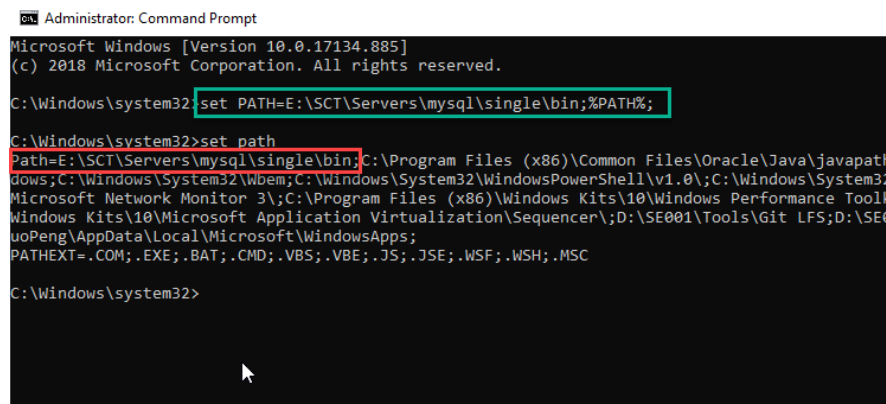 Administrator: Command Prompt
Microsoft Windows [Version 10.0.17134.885]
(c) 2018 Microsoft Corporation. All rights reserved.
C:\Windows\system32>set PATH=E:\SCT\Servers\mysql\single\bin;%PATH%;
C:\Windows\system32>set path
Path=E:\SCT\Servers\mysql\single\bin;C:\Program Files (x86)\Common Files\Oracle\Java\javapath
dows;C:\Windows\System32\Wbem;C:\Windows\System32\WindowsPowerShell\v1.0\;C:\Windows\System32
Microsoft Network Monitor 3\;C:\Program Files (x86)\Windows Kits\10\Windows Performance Toolk
Windows Kits\10\Microsoft Application Virtualization\Sequencer\;D:\SE001\Tools\Git LFS;D:\SE0
uoPeng\AppData\Local\Microsoft\WindowsApps;
PATHEXT=.COM;.EXE;.BAT;.CMD;.VBS;.VBE;.JS;.JSE;.WSF;.WSH;.MSC
C:\Windows\system32>